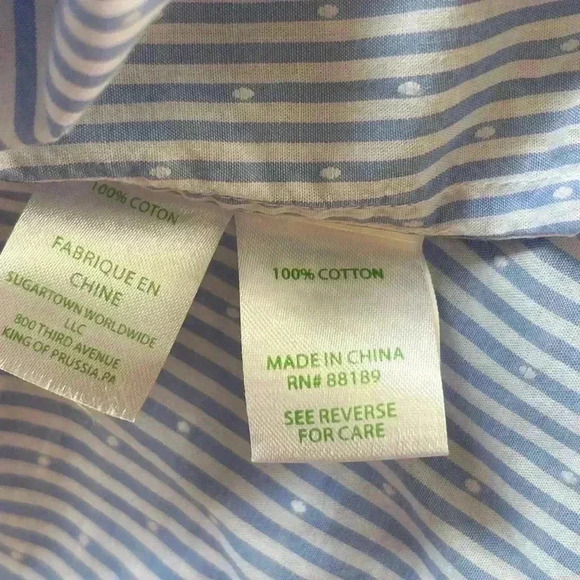 100% COTON
FABRIQUE EN
CHINE
SUGARTOWN WORLDWIDE
LLC
800 THIRD AVENUE
KING OF PRUSSIA.PA
100% COTTON
MADE IN CHINA
RN# 88189
SEE REVERSE
FOR CARE